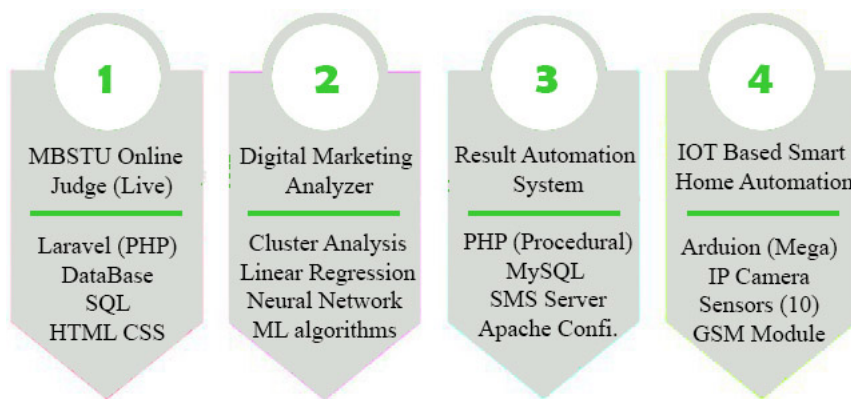 1
MBSTU Online
Judge (Live)
Laravel (PHP)
DataBase
SQL
HTML CSS
2
Digital Marketing
Analyzer
Cluster Analysis
Linear Regression
Neural Network
ML algorithms
3
Result Automation
System
PHP (Procedural)
MySQL
SMS Server
Apache Confi.
4
IOT Based Smart
Home Automation
Arduion (Mega)
IP Camera
Sensors (10)
GSM Module